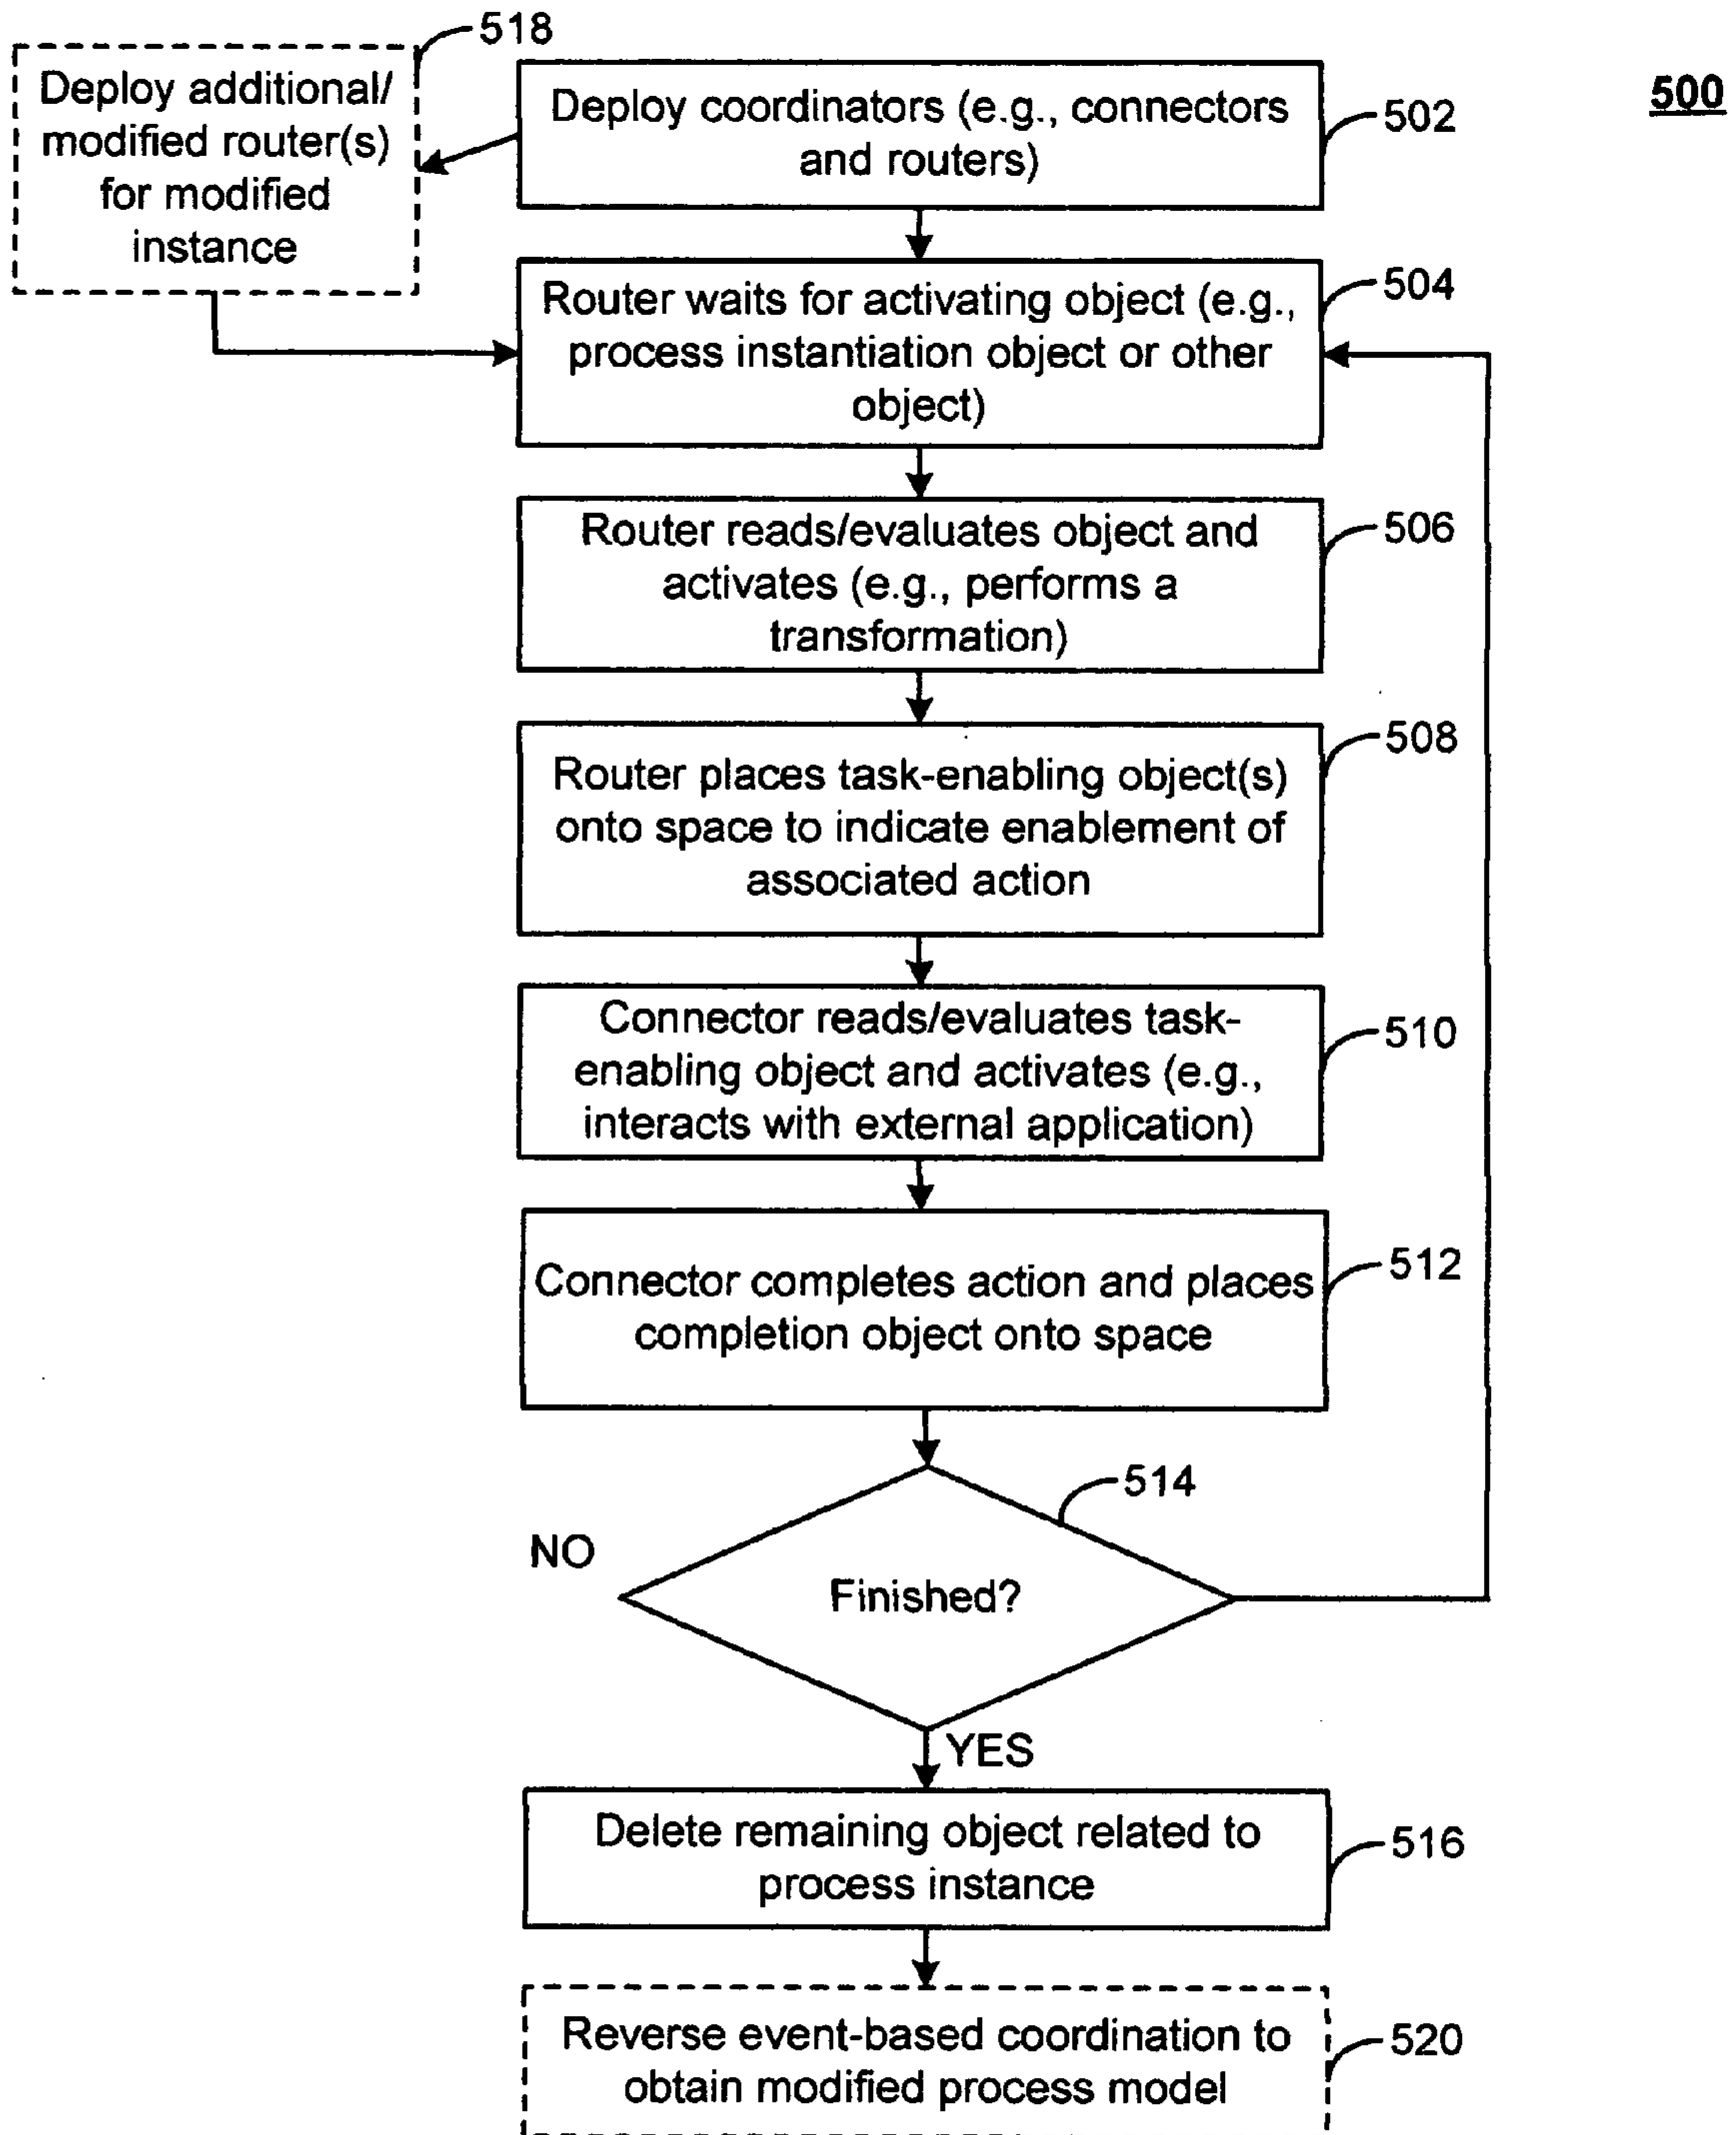 518
Deploy additional/
modified router(s)
for modified
instance
500
Deploy coordinators (e.g., connectors
and routers)
502
Router waits for activating object (e.g.,
process instantiation object or other
object)
504
Router reads/evaluates object and
activates (e.g., performs a
transformation)
506
Router places task-enabling object(s)
onto space to indicate enablement of
associated action
508
Connector reads/evaluates task-
enabling object and activates (e.g.,
interacts with external application)
510
Connector completes action and places
completion object onto space
512
514
NO
Finished?
YES
Delete remaining object related to
process instance
516
Reverse event-based coordination to
obtain modified process model
520